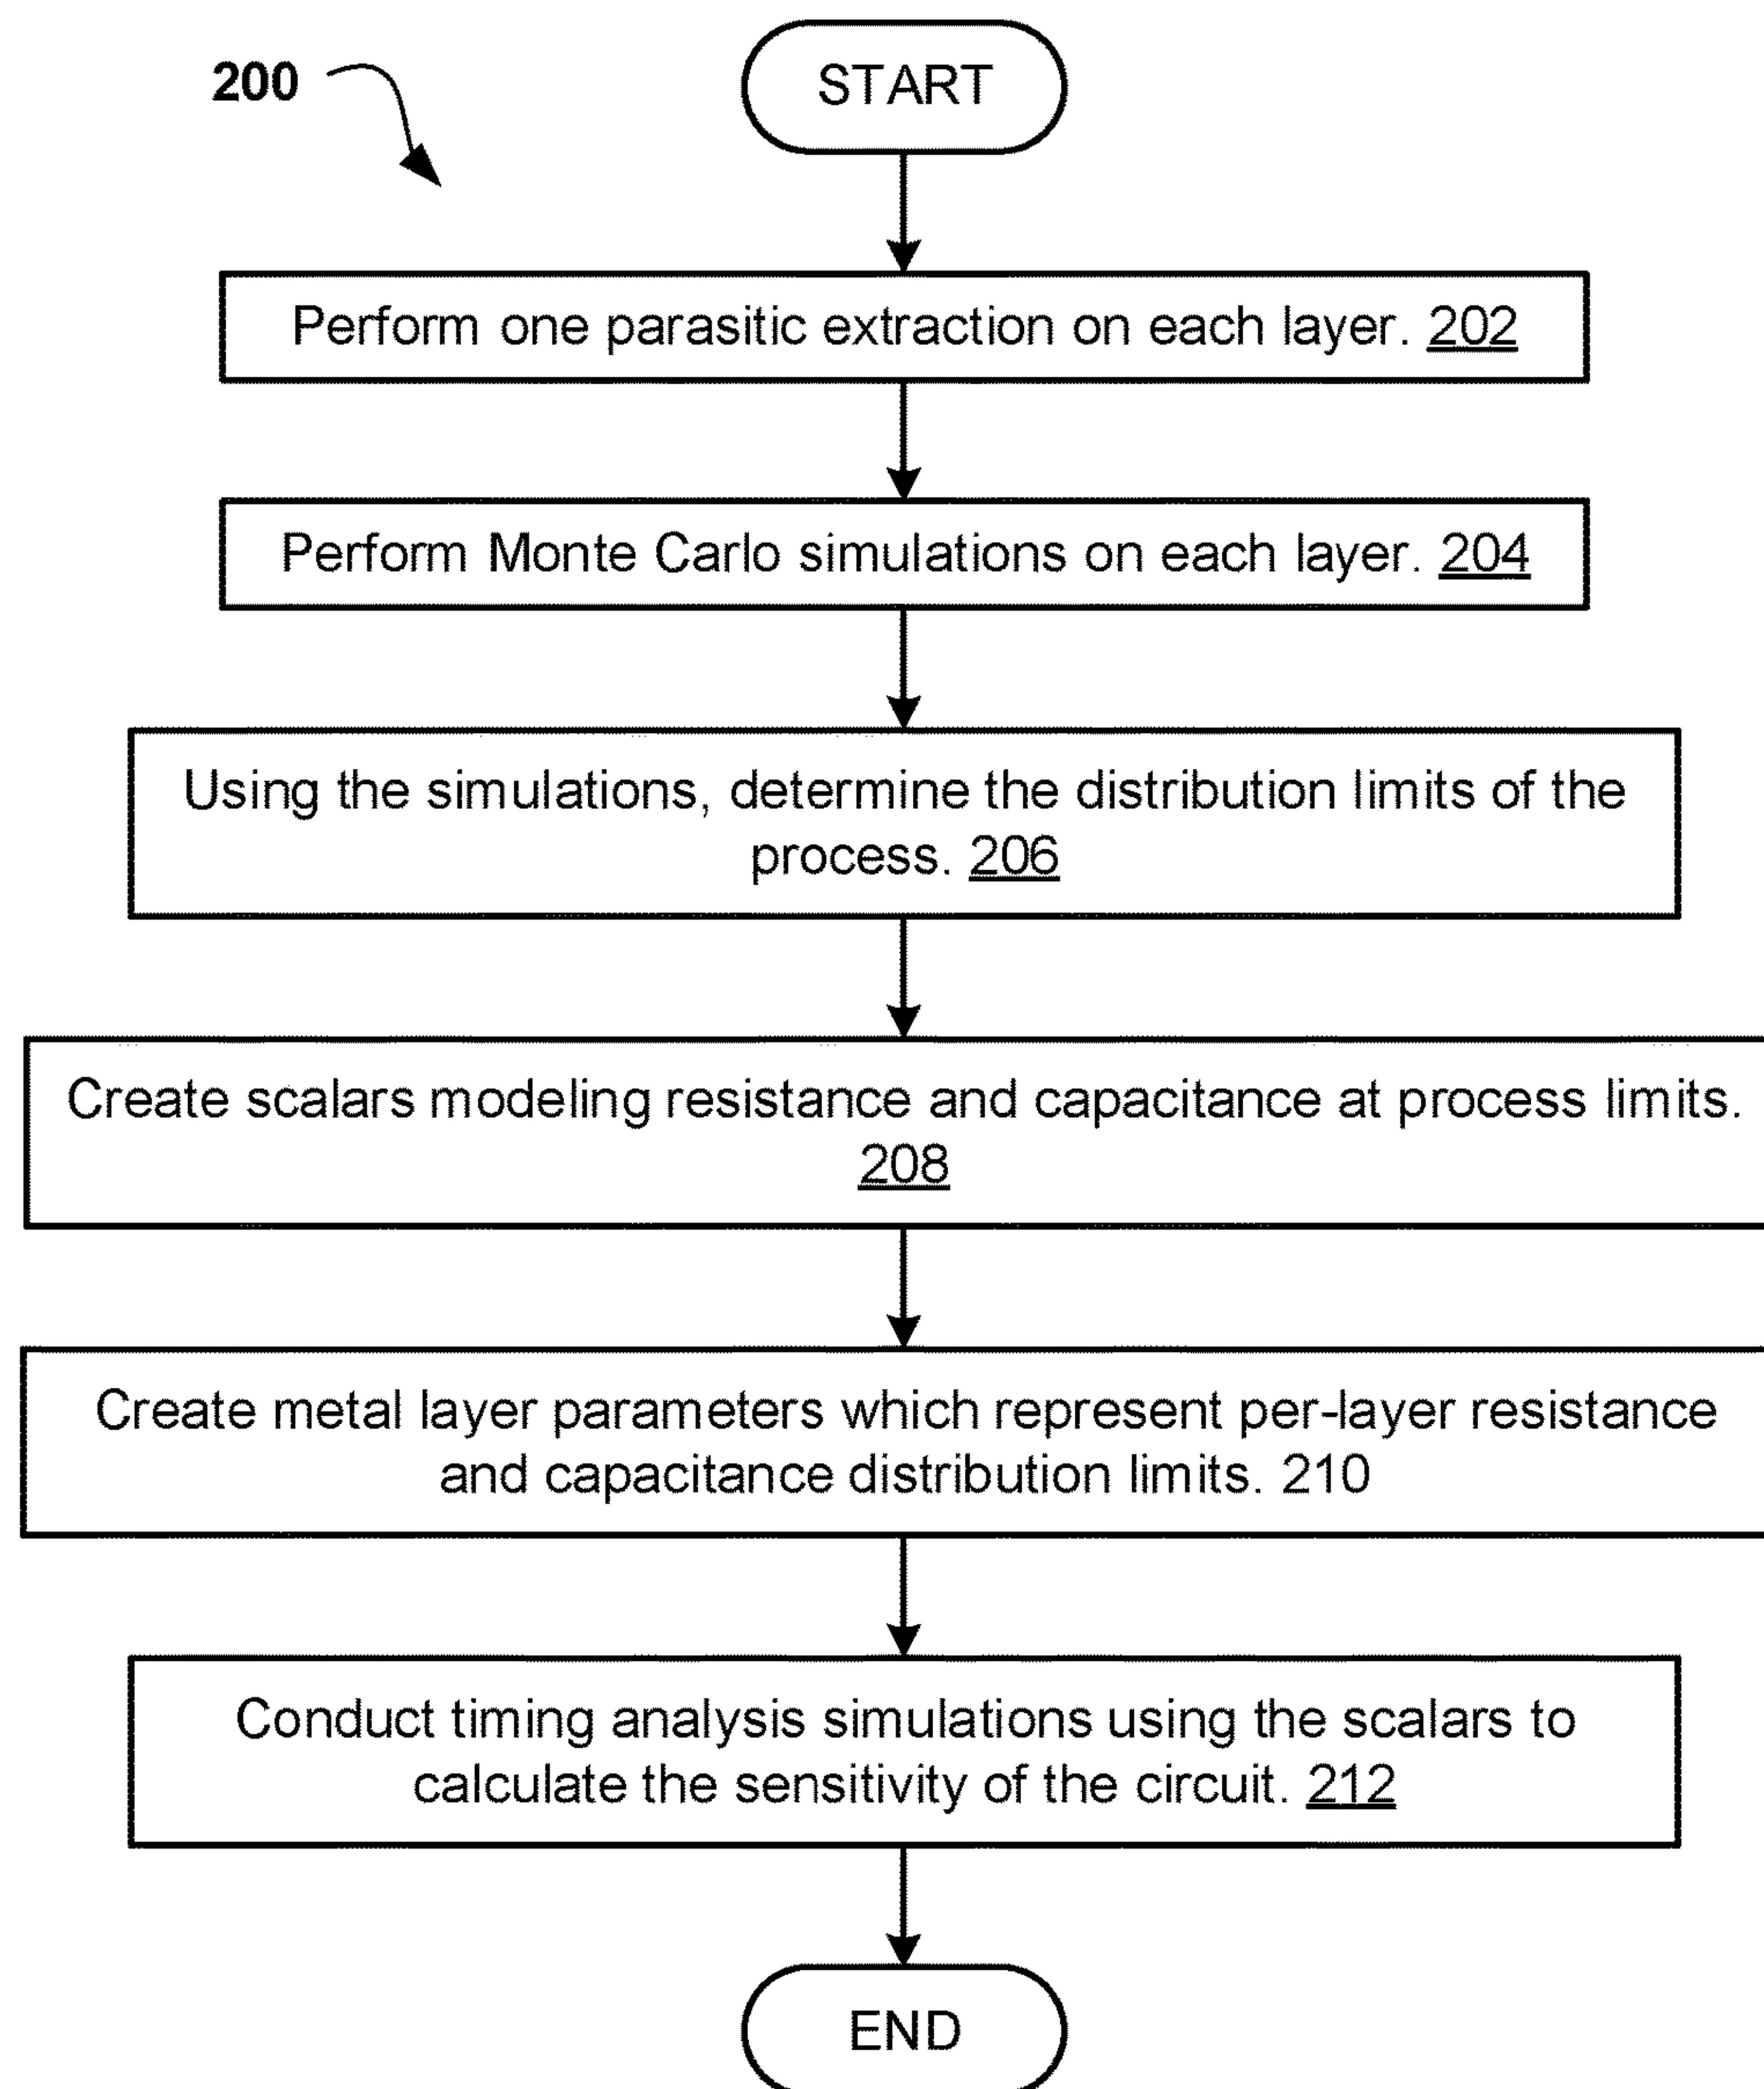 200
START
Perform one parasitic extraction on each layer. 202
Perform Monte Carlo simulations on each layer. 204
Using the simulations, determine the distribution limits of the
process. 206
Create scalars modeling resistance and capacitance at process limits.
208
Create metal layer parameters which represent per-layer resistance
and capacitance distribution limits. 210
Conduct timing analysis simulations using the scalars to
calculate the sensitivity of the circuit. 212
END